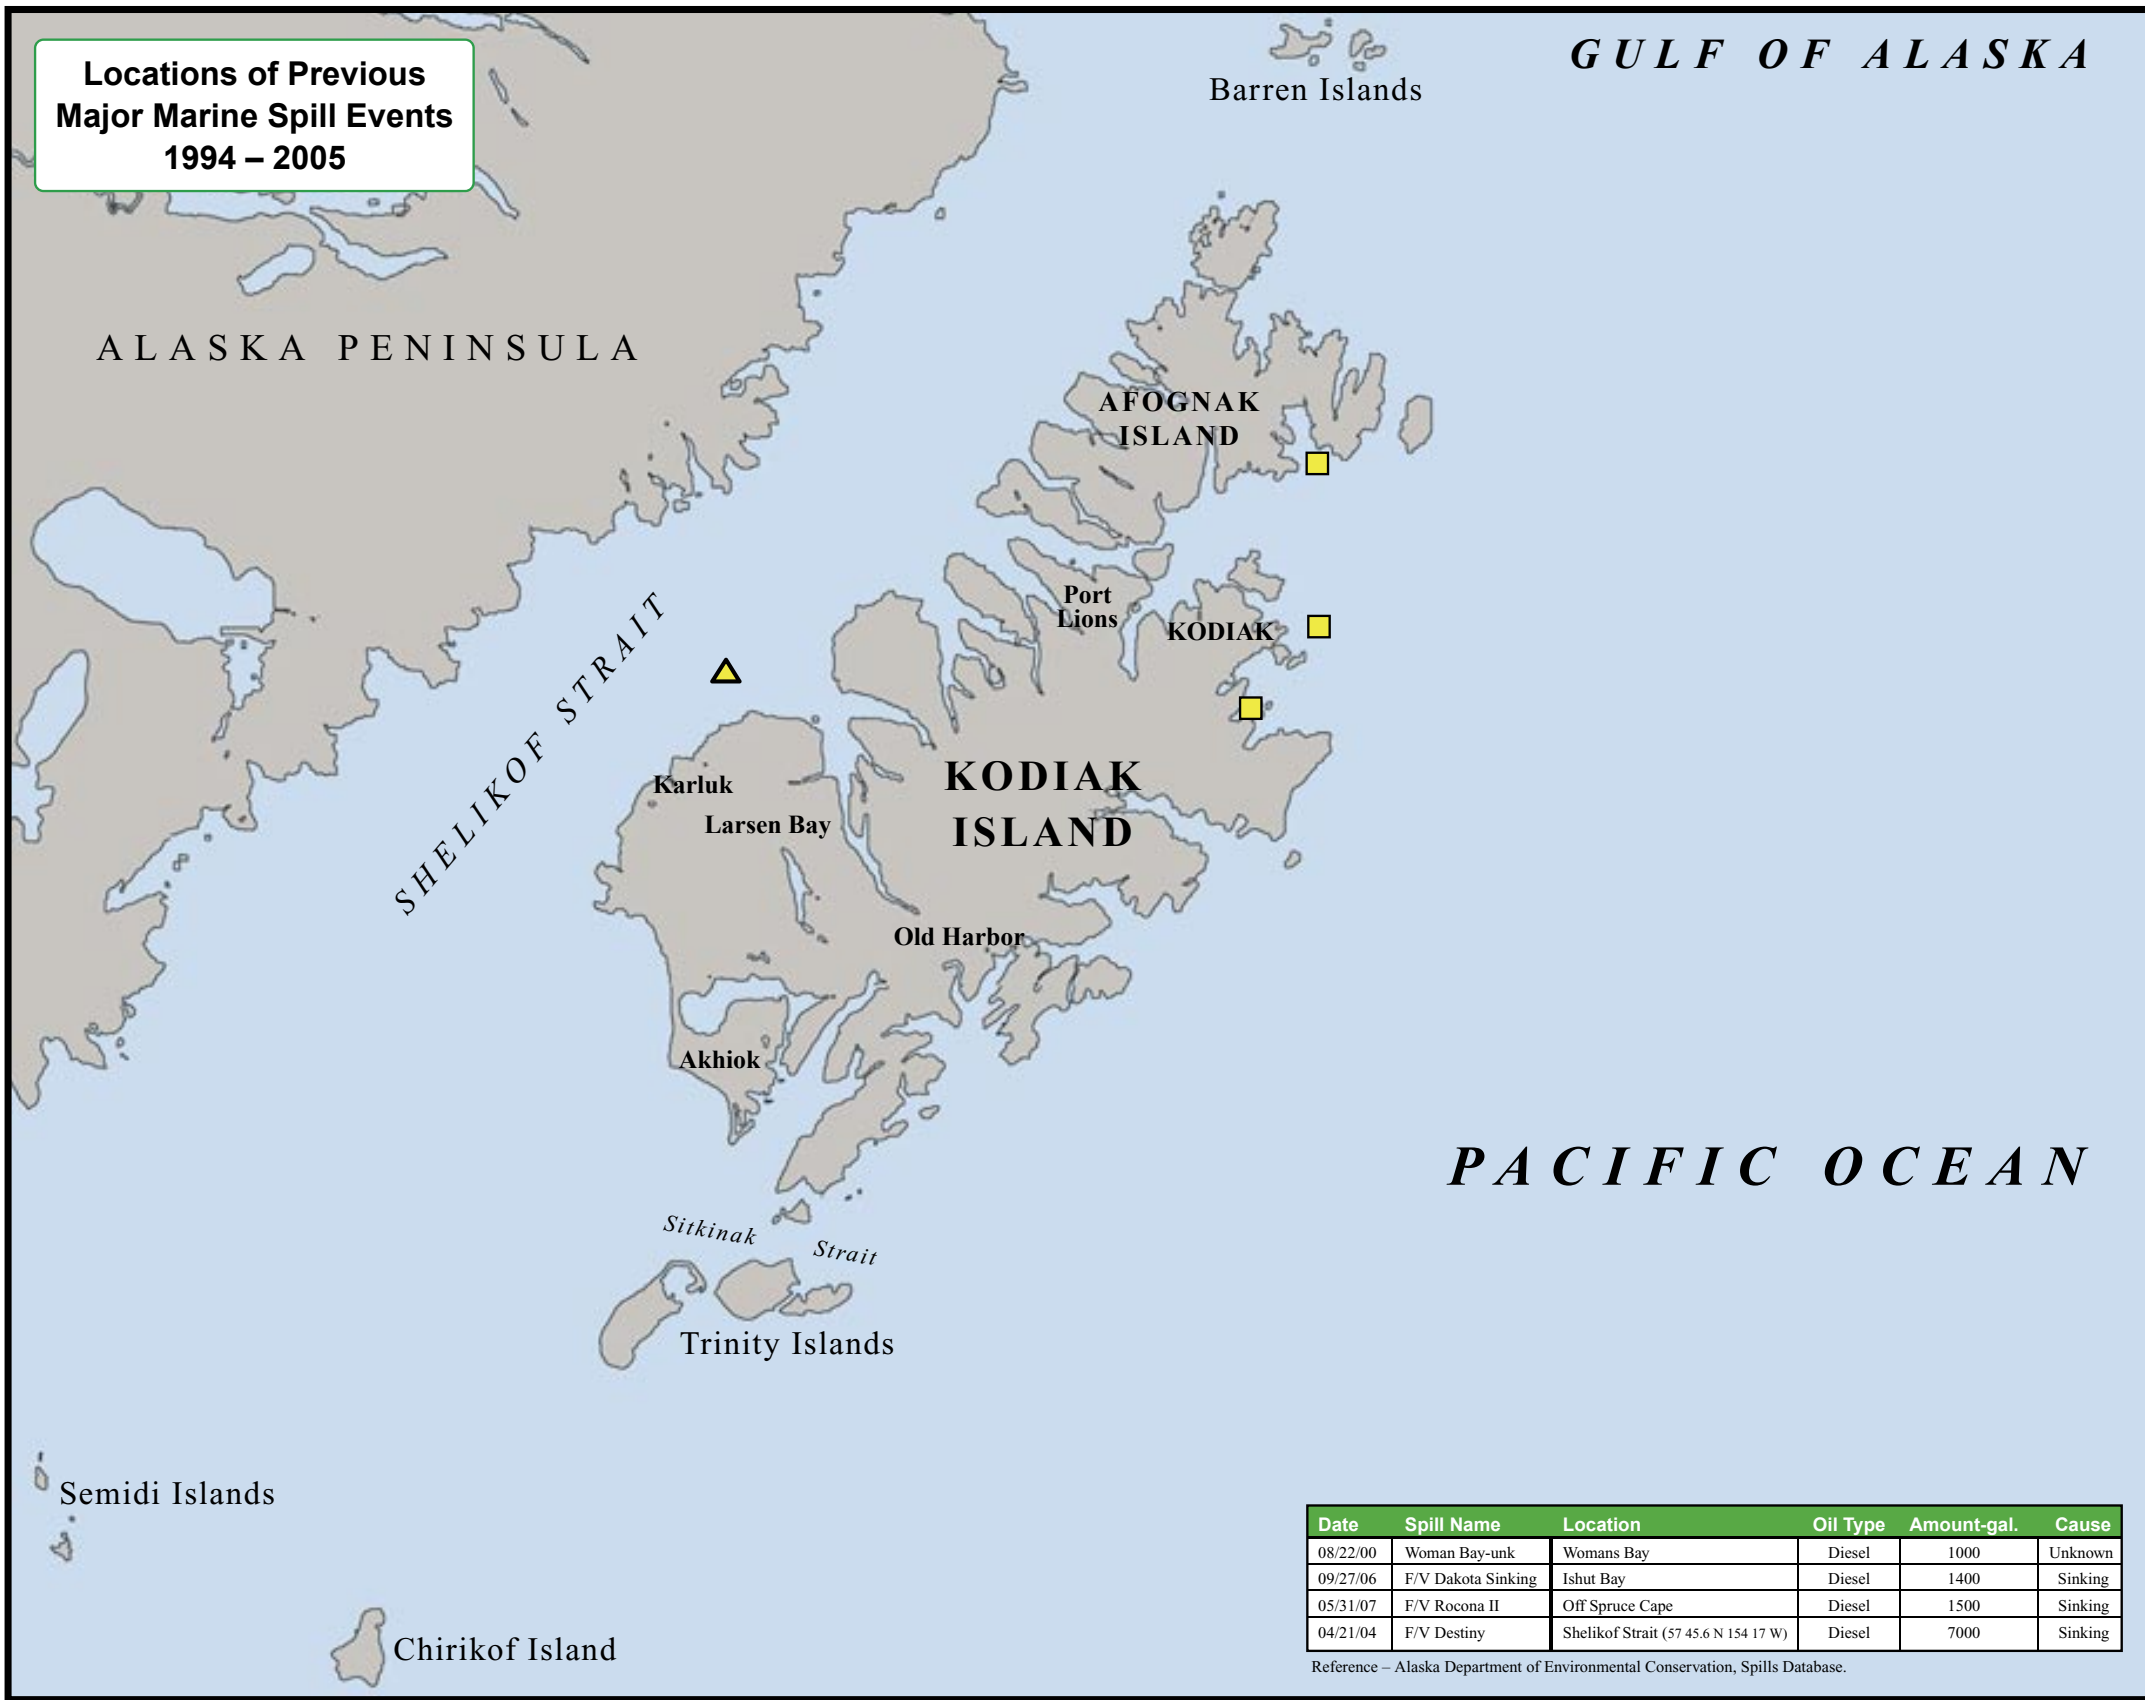 Locations of Previous
Major Marine Spill Events
1994 – 2005
GULF OF ALASKA
Barren Islands
ALASKA PENINSULA
AFOGNAK
ISLAND
Port
Lions
KODIAK
SHELIKOF STRAIT
Karluk
Larsen Bay
KODIAK
ISLAND
Old Harbor
Akhiok
PACIFIC OCEAN
Sitkinak Strait
Trinity Islands
Semidi Islands
Chirikof Island
Date Spill Name Location Oil Type Amount-gal. Cause
08/22/00 Woman Bay-unk Womans Bay Diesel 1000 Unknown
09/27/06 F/V Dakota Sinking Ishut Bay Diesel 1400 Sinking
05/31/07 F/V Rocona II Off Spruce Cape Diesel 1500 Sinking
04/21/04 F/V Destiny Shelikof Strait (57 45.6 N 154 17 W) Diesel 7000 Sinking
Reference – Alaska Department of Environmental Conservation, Spills Database.